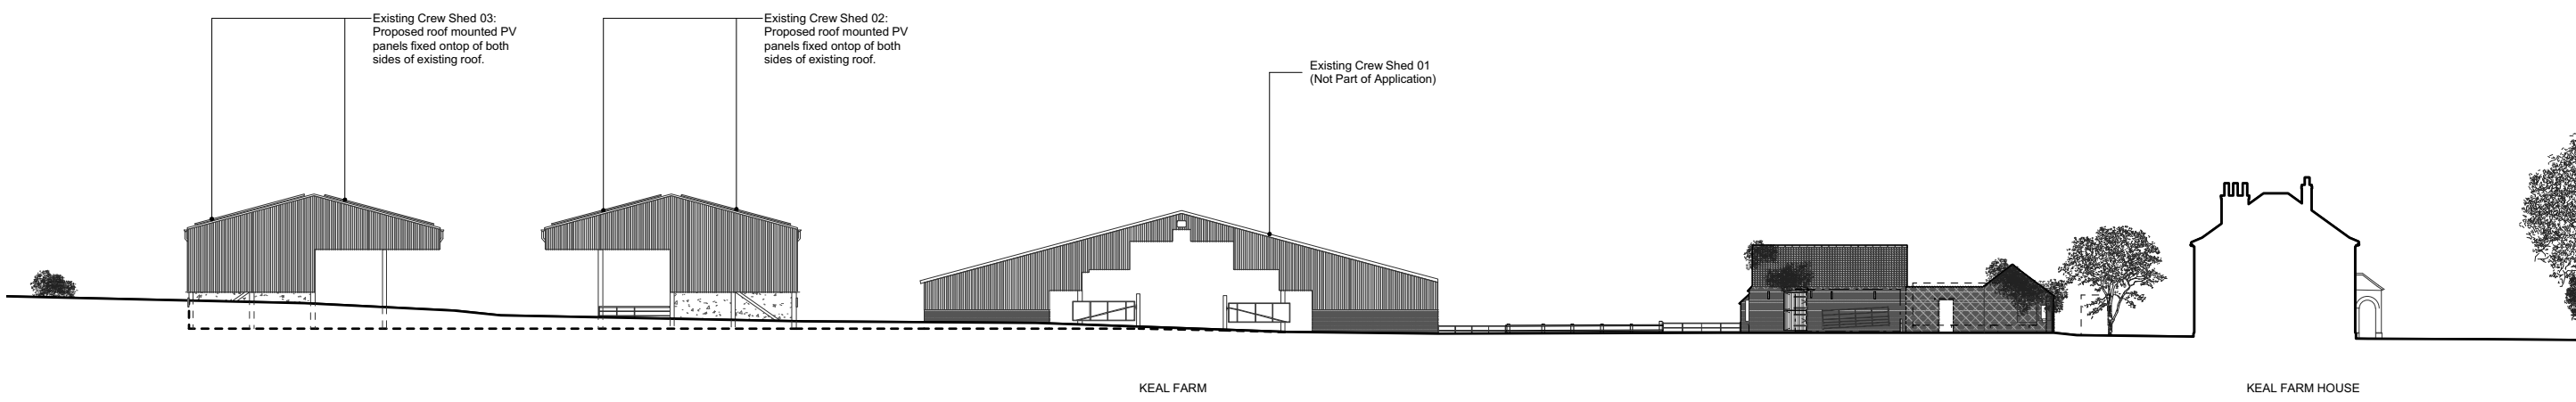 Existing Crew Shed 03:
Proposed roof mounted PV
panels fixed ontop of both
sides of existing roof.
Existing Crew Shed 02:
Proposed roof mounted PV
panels fixed ontop of both
sides of existing roof.
Existing Crew Shed 01
(Not Part of Application)
KEAL FARM
KEAL FARM HOUSE